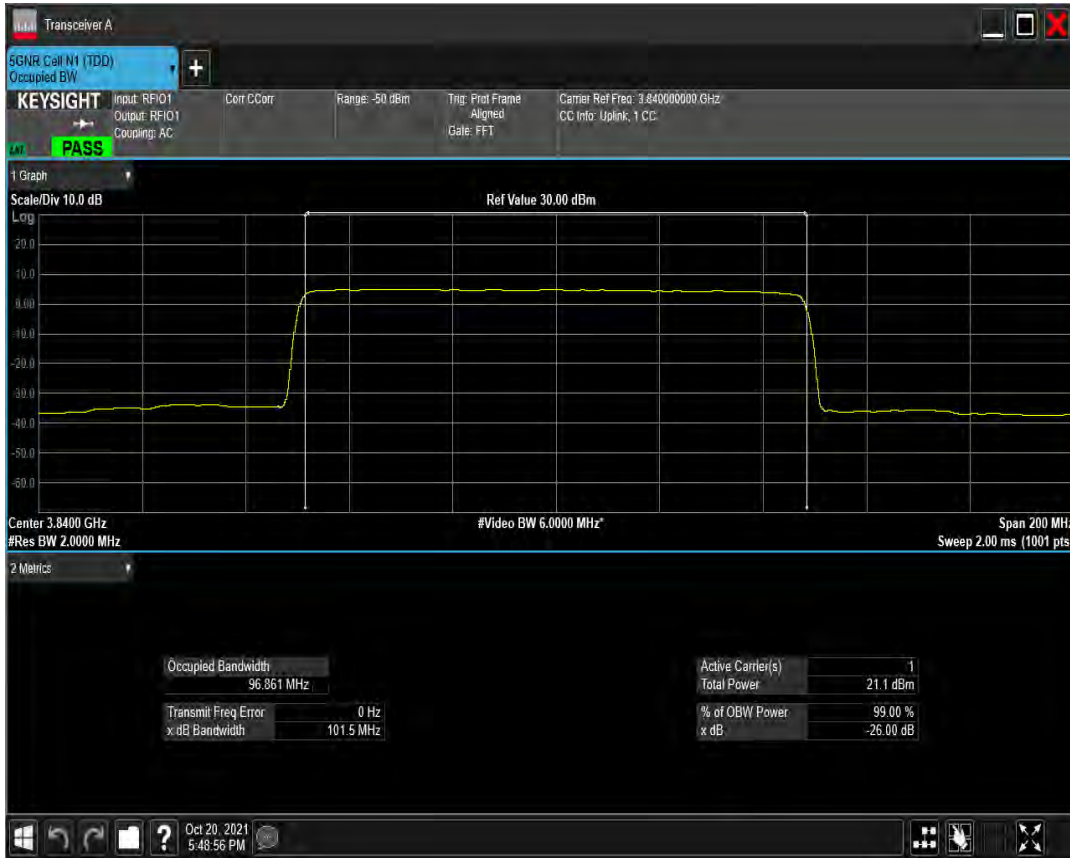 Transceiver A
5GNR Cell N1 (TDD)
Occupied BW
KEYSIGHT
Input: RFIO1
Output: RFIO1
Coupling: AC
Corr CCorr
Range: -50 dBm
Trig: Prot Frame
Aligned
Gate: FFT
Carrier Ref Freq: 3.840000000 GHz
CC Info: Uplink, 1 CC
PASS
1 Graph
Scale/Div 10.0 dB
Ref Value 30.00 dBm
Log
20.0
10.0
0.00
-10.0
-20.0
-30.0
-40.0
-50.0
-60.0
Center 3.8400 GHz
#Video BW 6.0000 MHz*
Span 200 MHz
#Res BW 2.0000 MHz
Sweep 2.00 ms (1001 pts
2 Metrics
Occupied Bandwidth
96.861 MHz
Transmit Freq Error 0 Hz
x dB Bandwidth 101.5 MHz
Active Carrier(s) 1
Total Power 21.1 dBm
% of OBW Power 99.00 %
x dB -26.00 dB
?
Oct 20, 2021
5:48:56 PM